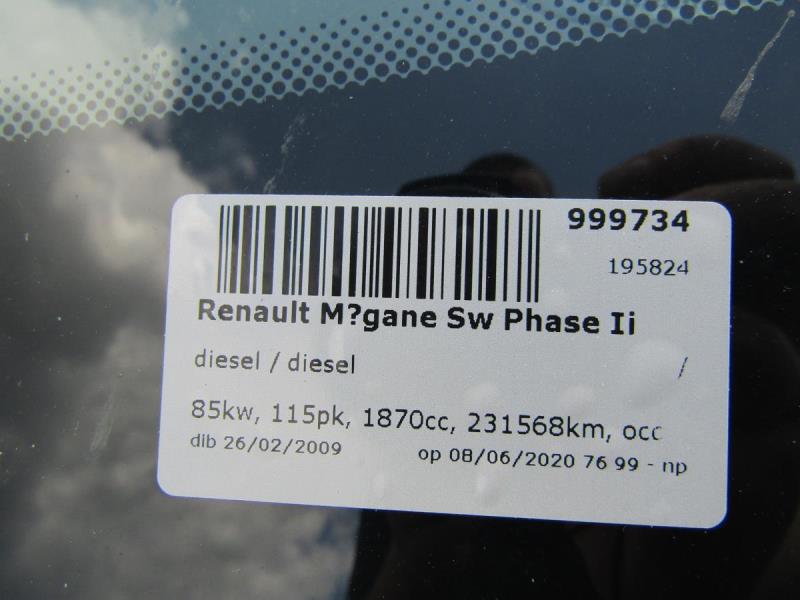 999734
195824
Renault M?gane Sw Phase Ii
diesel / diesel /
85kw, 115pk, 1870cc, 231568km, occ
dib 26/02/2009 op 08/06/2020 76 99 - np